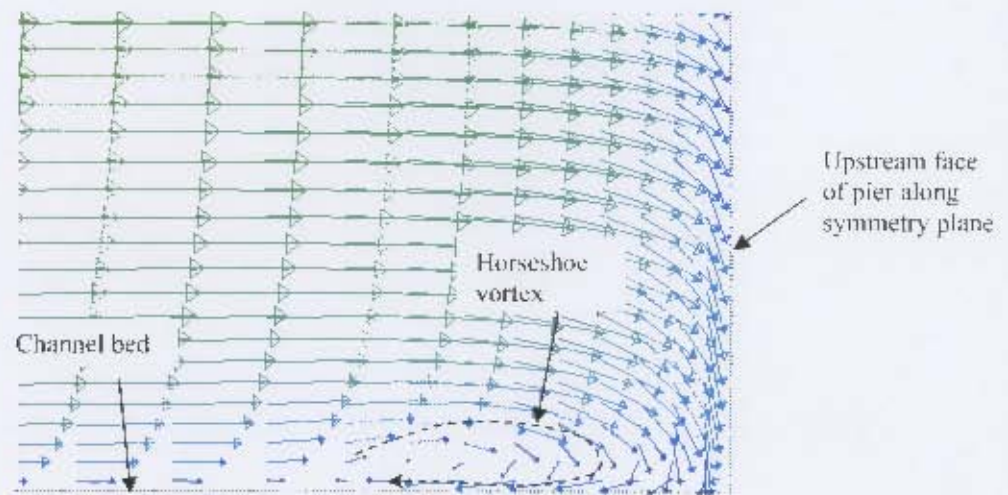 Upstream face
of pier along
symmetry plane
Horseshoe
vortex
Channel bed